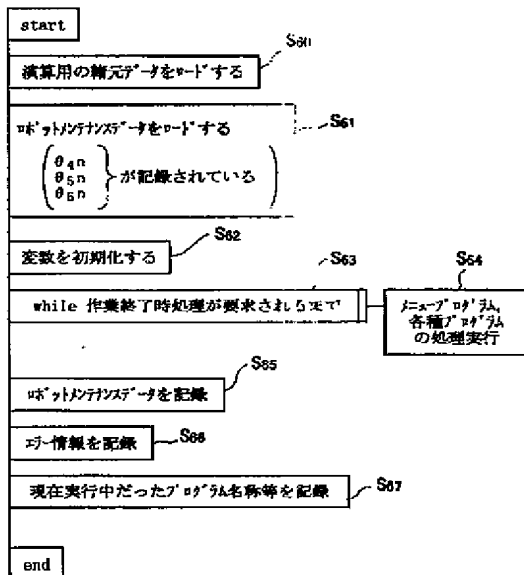 start
S60
演算用の諸元データをロードする
S61
ロボットメンテナンスデータをロードする
θ4n
θ5n
θ6n
が記録されている
S62
変数を初期化する
S63
while 作業終了時処理が要求されるまで
S64
メニュープログラム,
各種プログラム
の処理実行
S65
ロボットメンテナンスデータを記録
S66
エラー情報を記録
S67
現在実行中だったプログラム名称等を記録
end